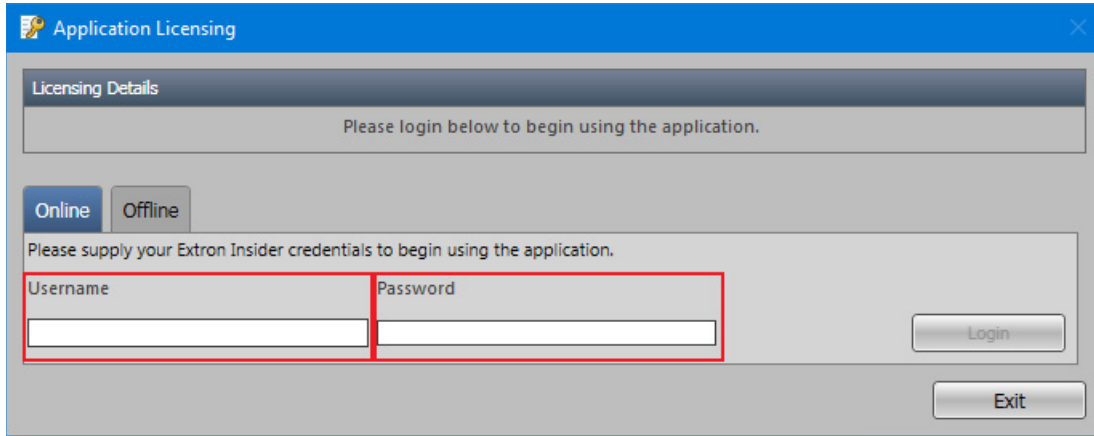 Application Licensing
Licensing Details
Please login below to begin using the application.
Online Offline
Please supply your Extron Insider credentials to begin using the application.
Username Password
Login
Exit